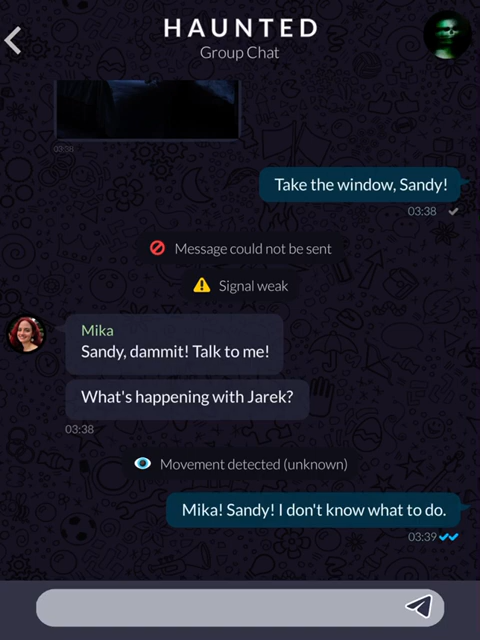 HAUNTED
Group Chat
03:38
Take the window, Sandy!
03:38
Message could not be sent
Signal weak
Mika
Sandy, dammit! Talk to me!
What's happening with Jarek?
03:38
Movement detected (unknown)
Mika! Sandy! I don't know what to do.
03:39